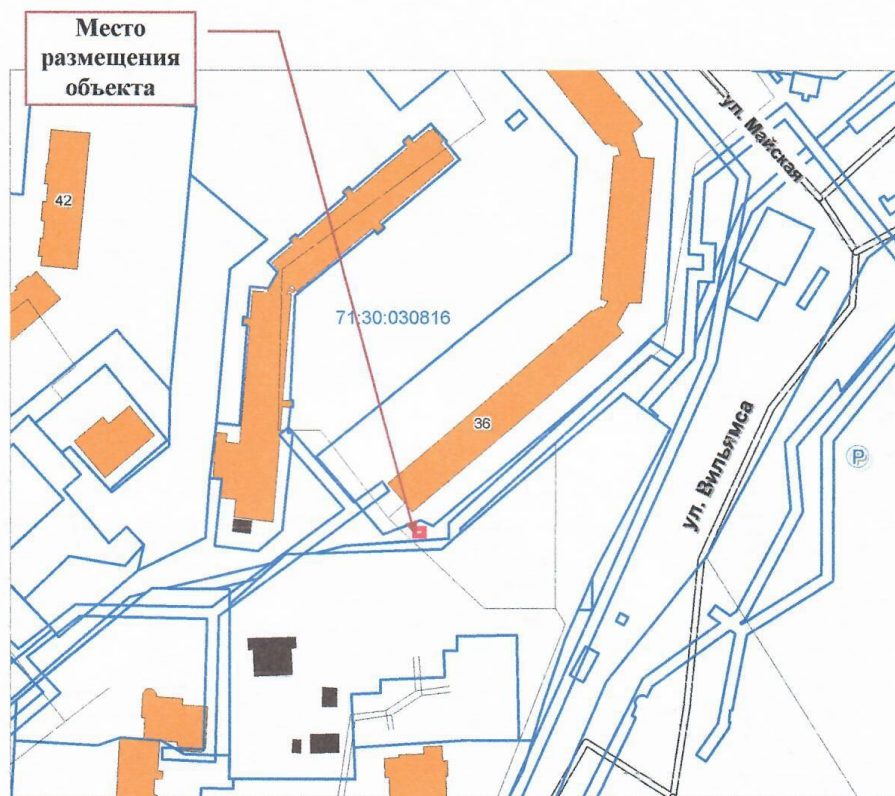 Место
размещения
объекта
ул. Майская
42
71:30:030816
36
ул. Вильямса
P